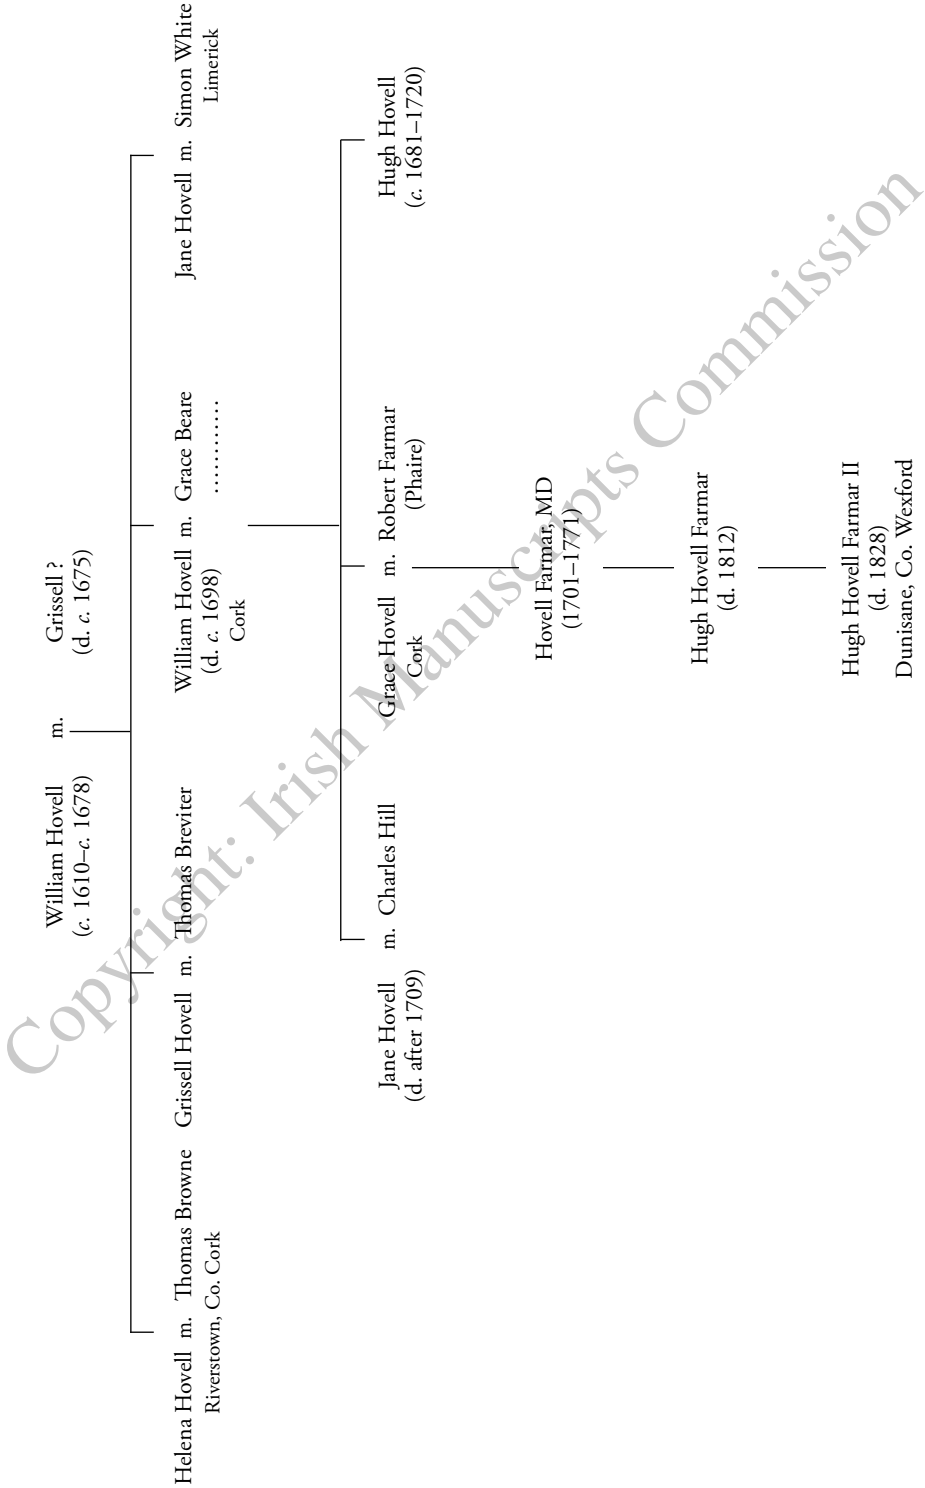 William Hovell m. Grissell ?
(c. 1610–c. 1678) (d. c. 1675)
Helena Hovell m. Thomas Browne Grissell Hovell m. Thomas Breviter William Hovell m. Grace Beare Jane Hovell m. Simon White
Riverstown, Co. Cork (d. c. 1698) ........... Limerick
Cork
Jane Hovell m. Charles Hill Grace Hovell m. Robert Farmar Hugh Hovell
(d. after 1709) Cork (Phaire) (c. 1681–1720)
Hovell Farmar, MD
(1701–1771)
Hugh Hovell Farmar
(d. 1812)
Hugh Hovell Farmar II
(d. 1828)
Dunisane, Co. Wexford
Copyright: Irish Manuscripts Commission